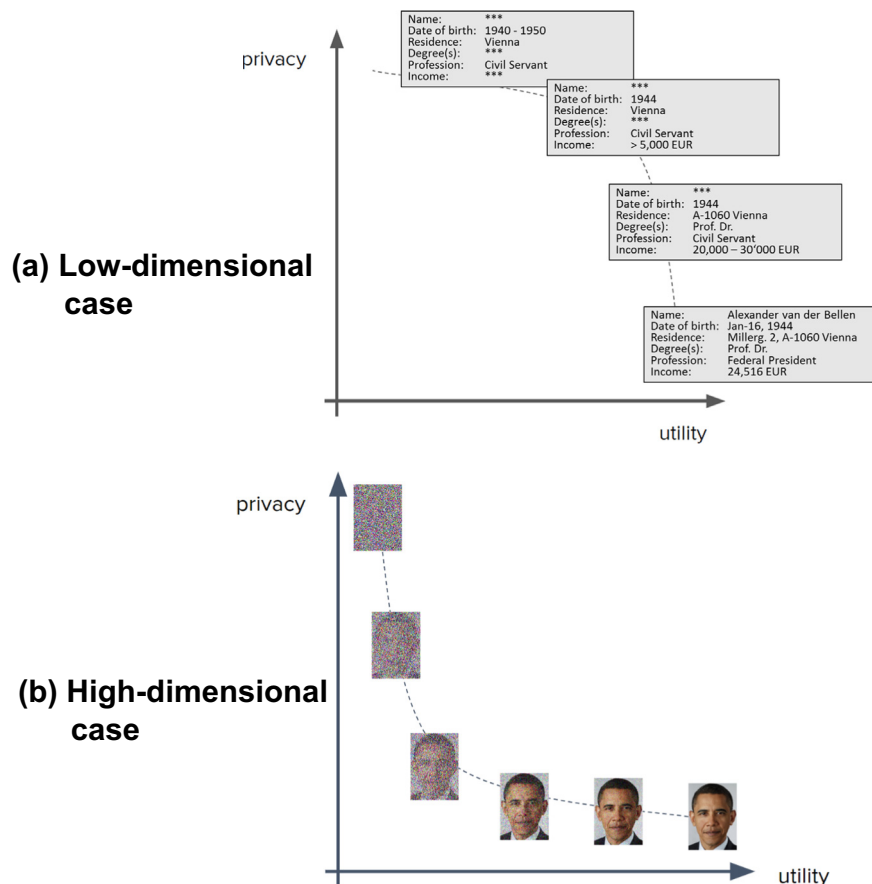 privacy
Name: ***
Date of birth: 1940 - 1950
Residence: Vienna
Degree(s): ***
Profession: Civil Servant
Income: ***
Name: ***
Date of birth: 1944
Residence: Vienna
Degree(s): ***
Profession: Civil Servant
Income: > 5,000 EUR
Name: ***
Date of birth: 1944
Residence: A-1060 Vienna
Degree(s): Prof. Dr.
Profession: Civil Servant
Income: 20,000 – 30‘000 EUR
(a) Low-dimensional
case
Name: Alexander van der Bellen
Date of birth: Jan-16, 1944
Residence: Millerg. 2, A-1060 Vienna
Degree(s): Prof. Dr.
Profession: Federal President
Income: 24,516 EUR
utility
privacy
(b) High-dimensional
case
utility